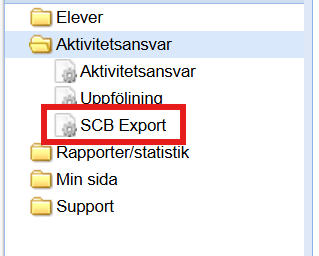 Elever
Aktivitetsansvar
Aktivitetsansvar
Uppföljning
SCB Export
Rapporter/statistik
Min sida
Support